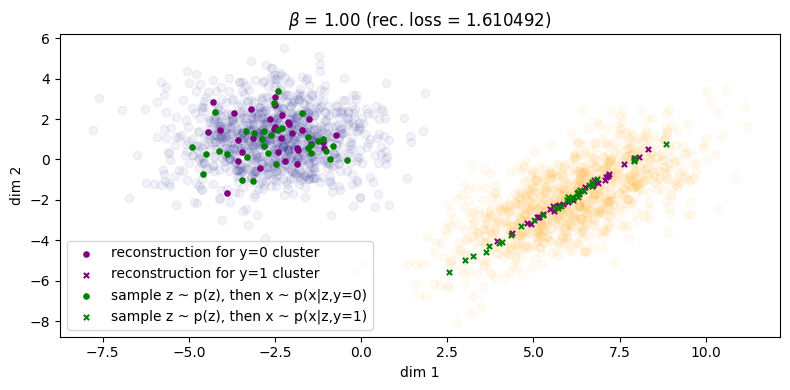 β = 1.00 (rec. loss = 1.610492)
6
4
2
0
−2
−4
−6
−8
dim 2
reconstruction for y=0 cluster
reconstruction for y=1 cluster
sample z ~ p(z), then x ~ p(x|z,y=0)
sample z ~ p(z), then x ~ p(x|z,y=1)
−7.5 −5.0 −2.5 0.0 2.5 5.0 7.5 10.0
dim 1